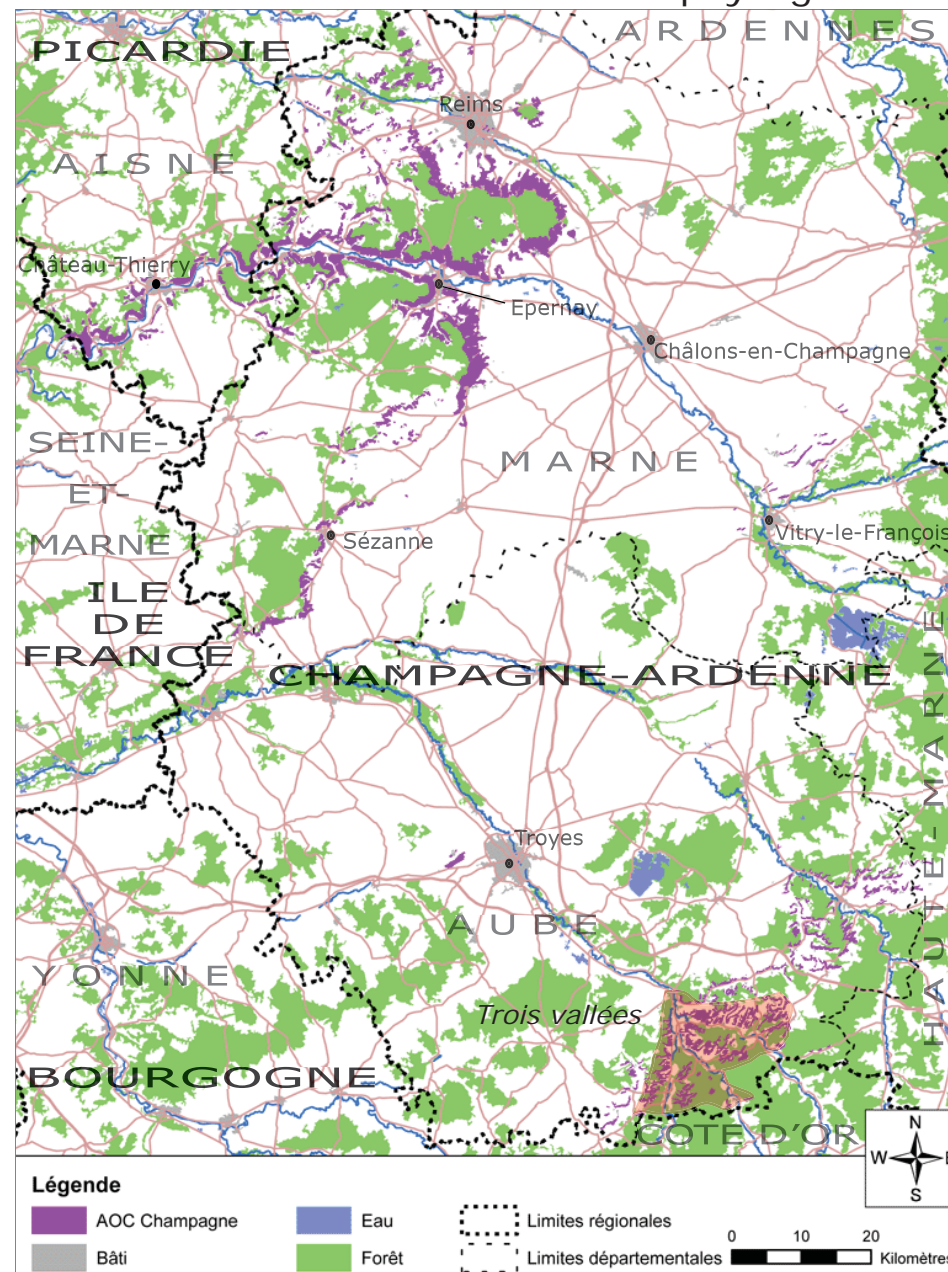 ARDENNES
PICARDIE
Reims
AISNE
Château-Thierry
Epernay
Châlons-en-Champagne
SEINE-
ET-
MARNE
MARNE
Vitry-le-François
Sézanne
ILE
DE
FRANCE
CHAMPAGNE-ARDENNE
HAUTE-MARNE
Troyes
AUBE
YONNE
Trois vallées
BOURGOGNE
COTE D'OR
N
W
E
S
Légende
AOC Champagne
Eau
Limites régionales
0 10 20
Bâti
Forêt
Limites départementales
Kilomètres